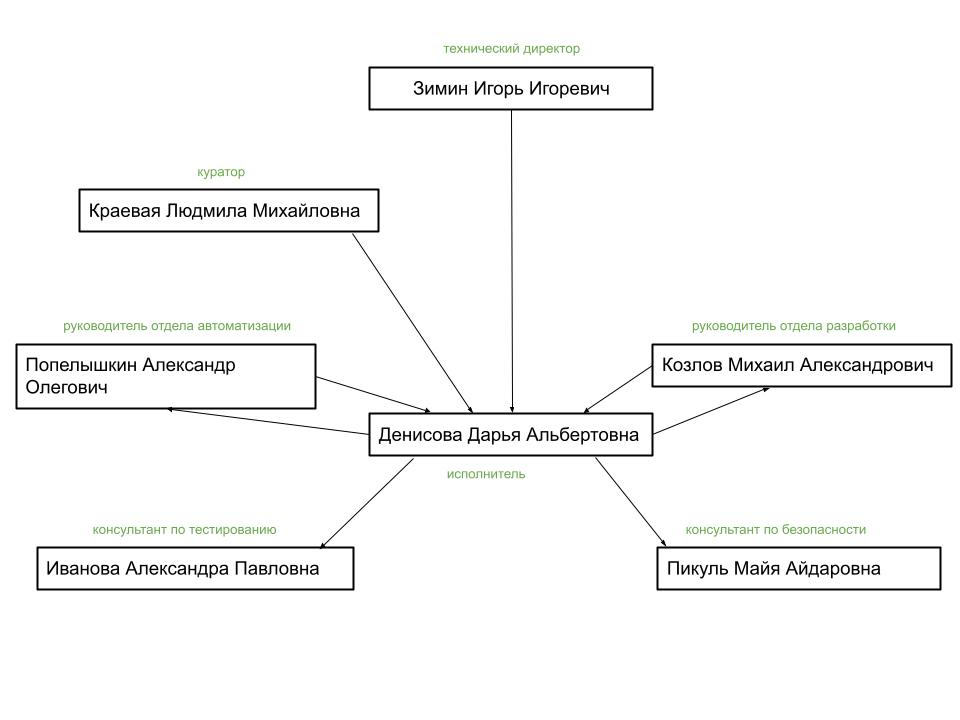 технический директор
Зимин Игорь Игоревич
куратор
Краевая Людмила Михайловна
руководитель отдела автоматизации
Попелышкин Александр
Олегович
руководитель отдела разработки
Козлов Михаил Александрович
Денисова Дарья Альбертовна
исполнитель
консультант по тестированию
Иванова Александра Павловна
консультант по безопасности
Пикуль Майя Айдаровна